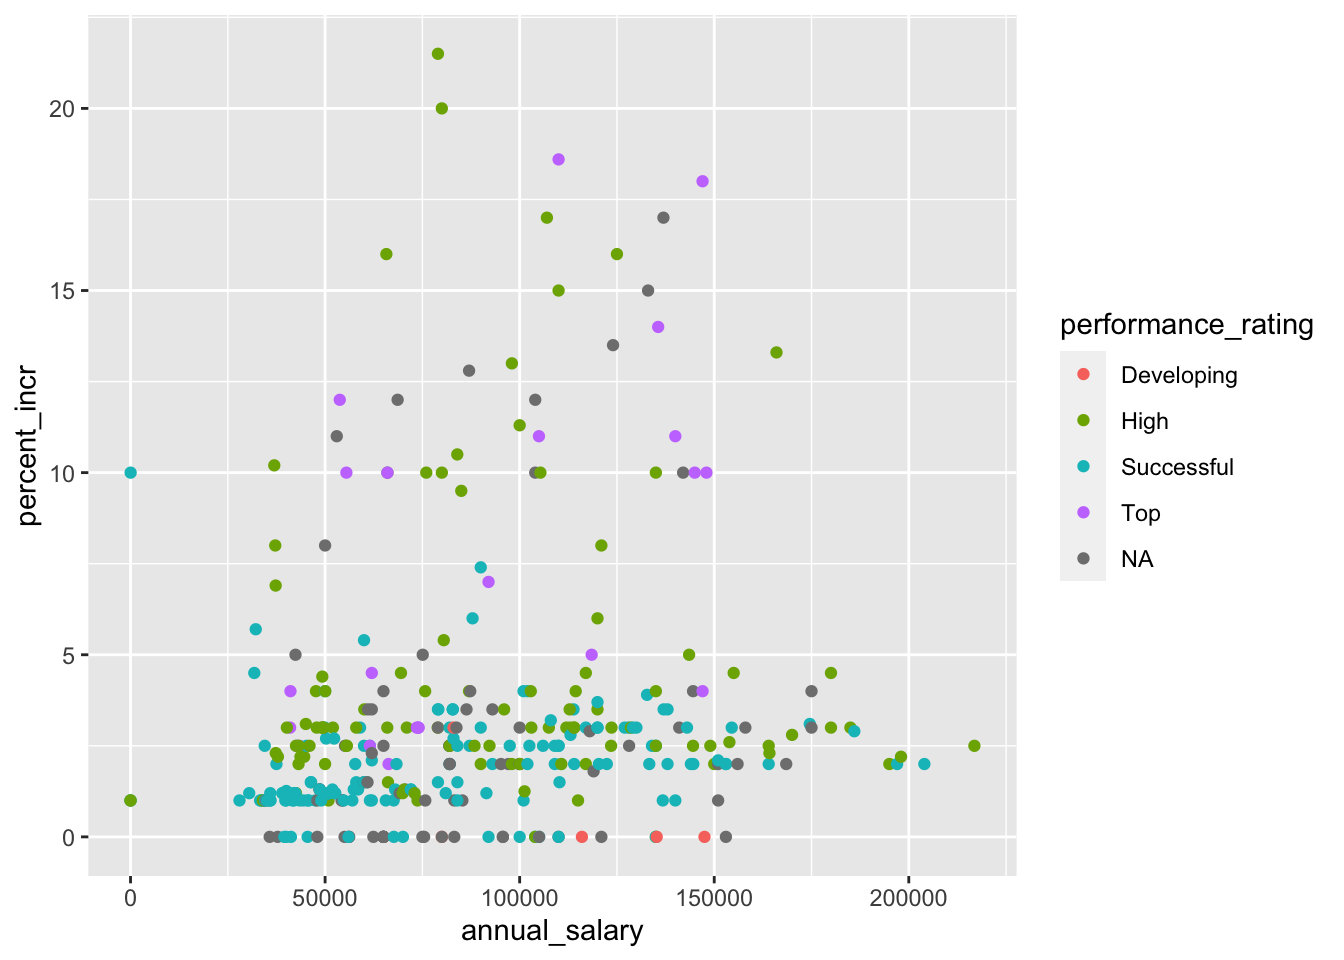 20
15
10
5
0
percent_incr
0
50000
100000
150000
200000
annual_salary
performance_rating
Developing
High
Successful
Top
NA